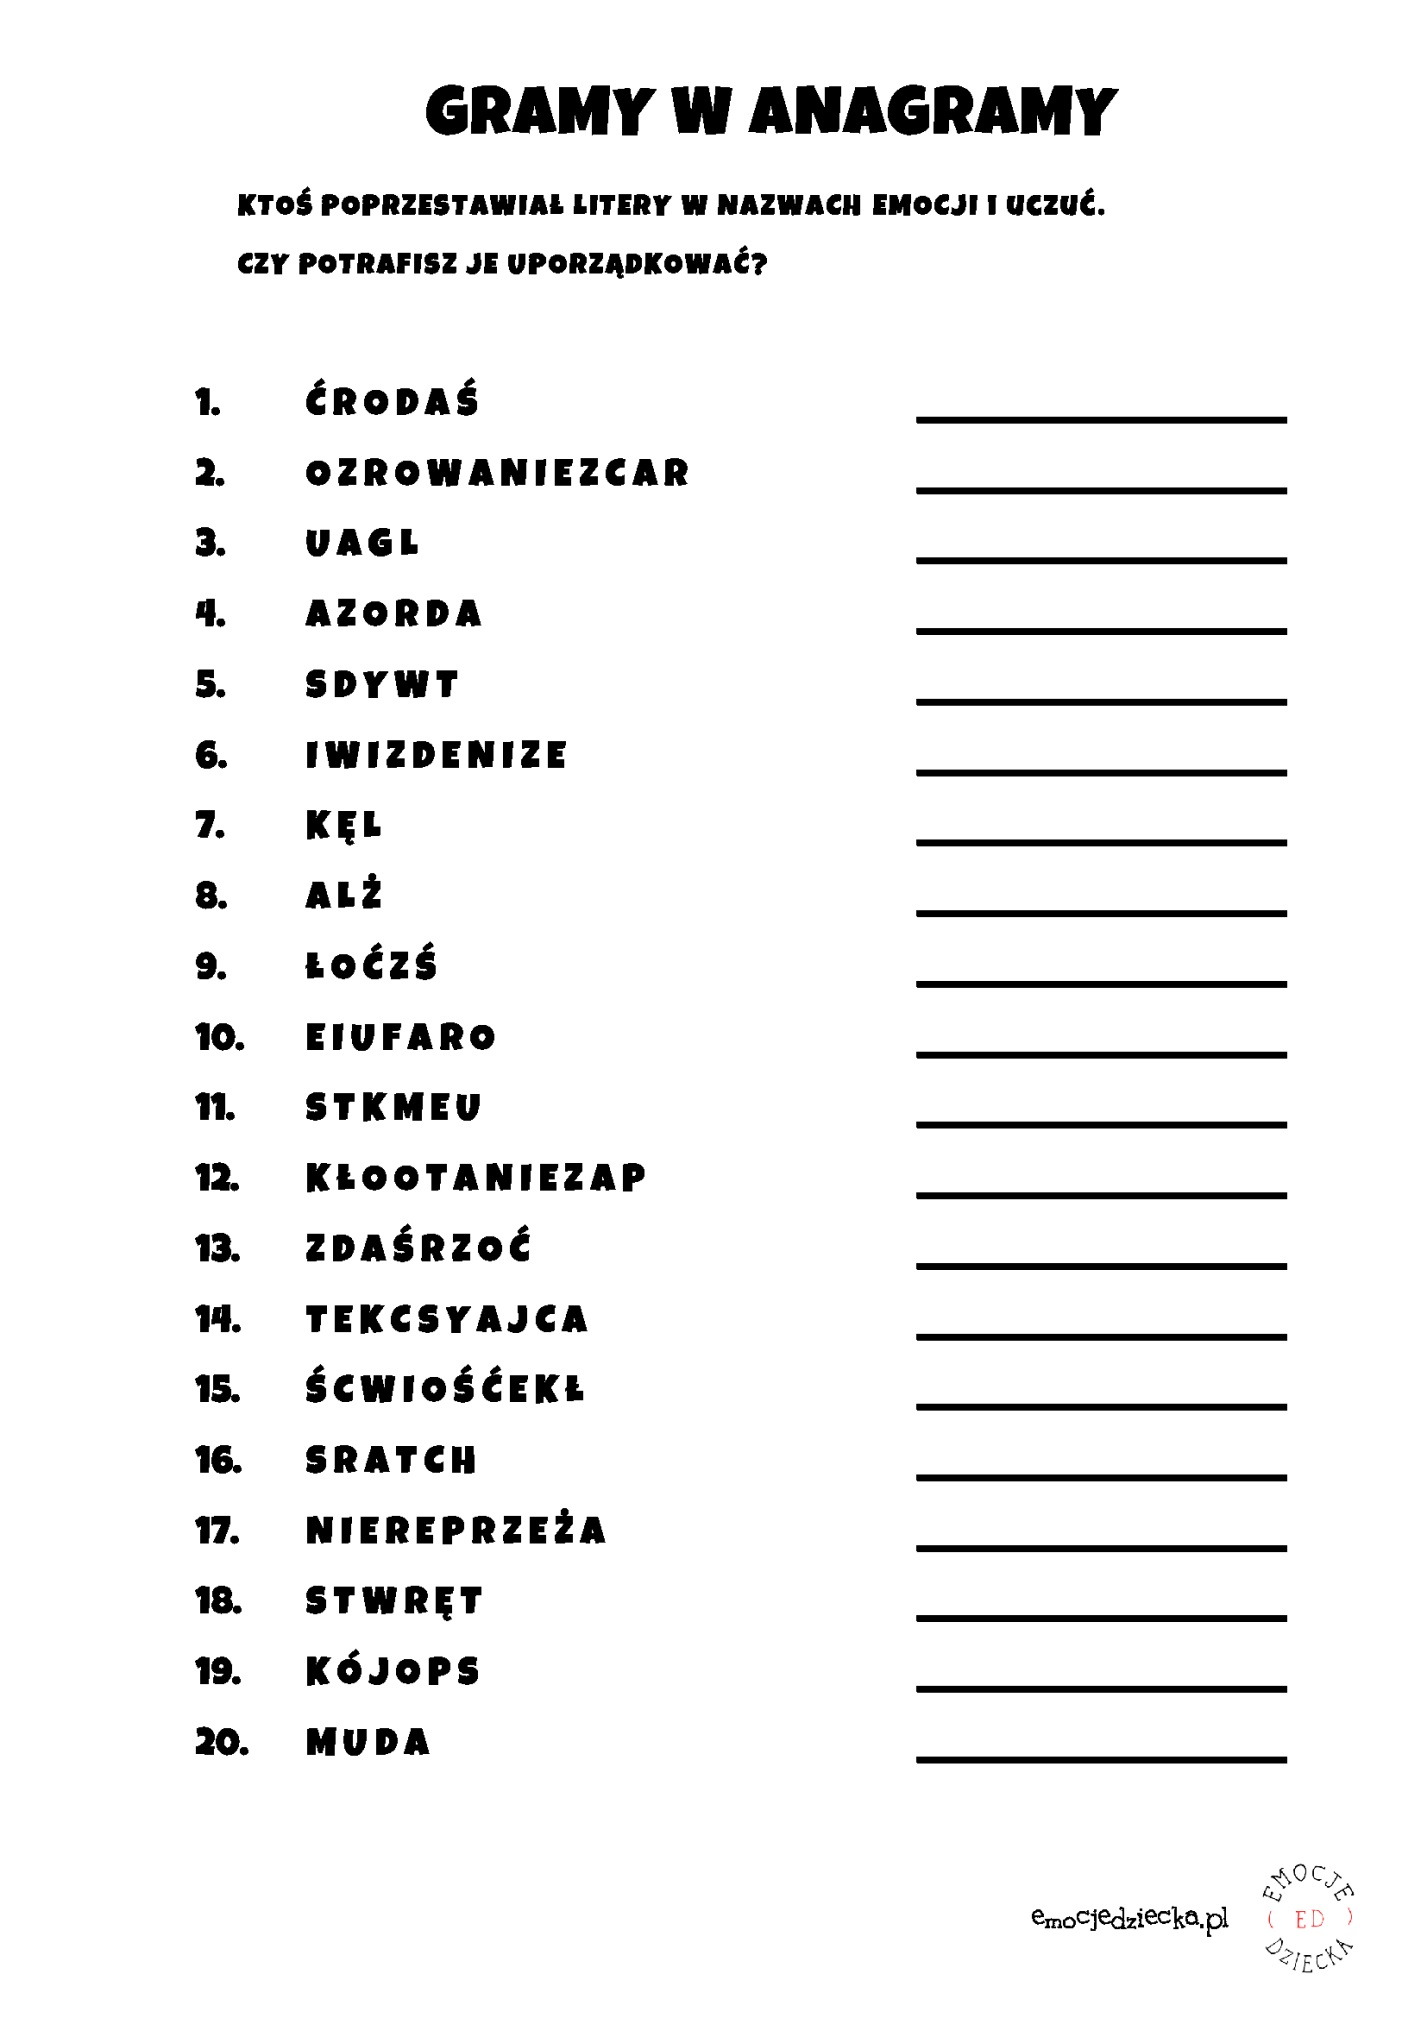 GRAMY W ANAGRAMY
KTOŚ POPRZESTAWIAŁ LITERY W NAZWACH EMOCJI I UCZUĆ.
CZY POTRAFISZ JE UPORZĄDKOWAĆ?
1. ĆRODAŚ
2. OZROWANIEZCAR
3. UAGL
4. AZORDA
5. SDYWT
6. IWIZDENIZE
7. KĘL
8. ALŻ
9. ŁOĆZŚ
10. EIUFARO
11. STKMEU
12. KŁOOTANIEZAP
13. ZDAŚRZOĆ
14. TEKCSYAJCA
15. ŚCWIOŚĆEKŁ
16. SRATCH
17. NIEREPRZEŻA
18. STWRĘT
19. KÓJOPS
20. MUDA
emocjedziecka.pl
EMOCJE
( ED )
DZIECKA